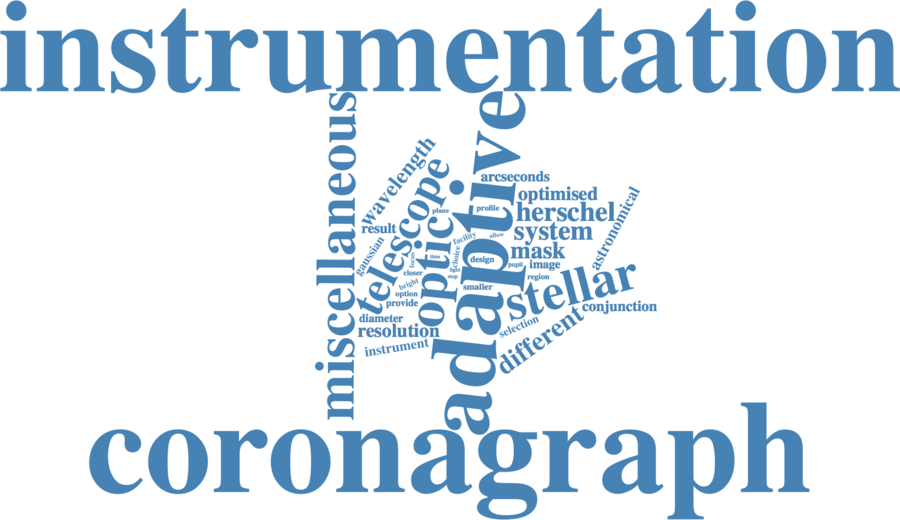 instrumentation
miscellaneous
adaptive
wavelength
telescope
arcseconds
optimised
plane
profile
herschel
astronomical
result
optic
system
gaussian
facility
allow
mask
choice
focus
time
design
pupil
image
closer
light
stop
region
bright
smaller
stellar
option
provide
conjunction
diameter
selection
resolution
different
instrument
coronagraph